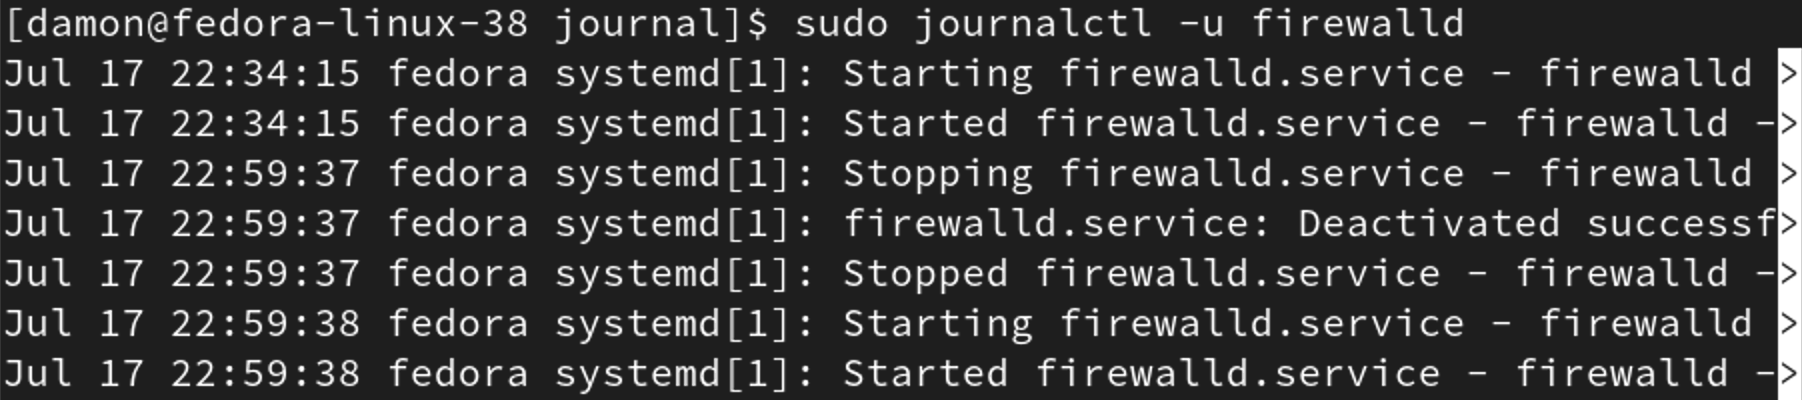 [damon@fedora-linux-38 journal]$ sudo journalctl -u firewalld
Jul 17 22:34:15 fedora systemd[1]: Starting firewalld.service - firewalld >
Jul 17 22:34:15 fedora systemd[1]: Started firewalld.service - firewalld ->
Jul 17 22:59:37 fedora systemd[1]: Stopping firewalld.service - firewalld >
Jul 17 22:59:37 fedora systemd[1]: firewalld.service: Deactivated successf>
Jul 17 22:59:37 fedora systemd[1]: Stopped firewalld.service - firewalld ->
Jul 17 22:59:38 fedora systemd[1]: Starting firewalld.service - firewalld >
Jul 17 22:59:38 fedora systemd[1]: Started firewalld.service - firewalld ->